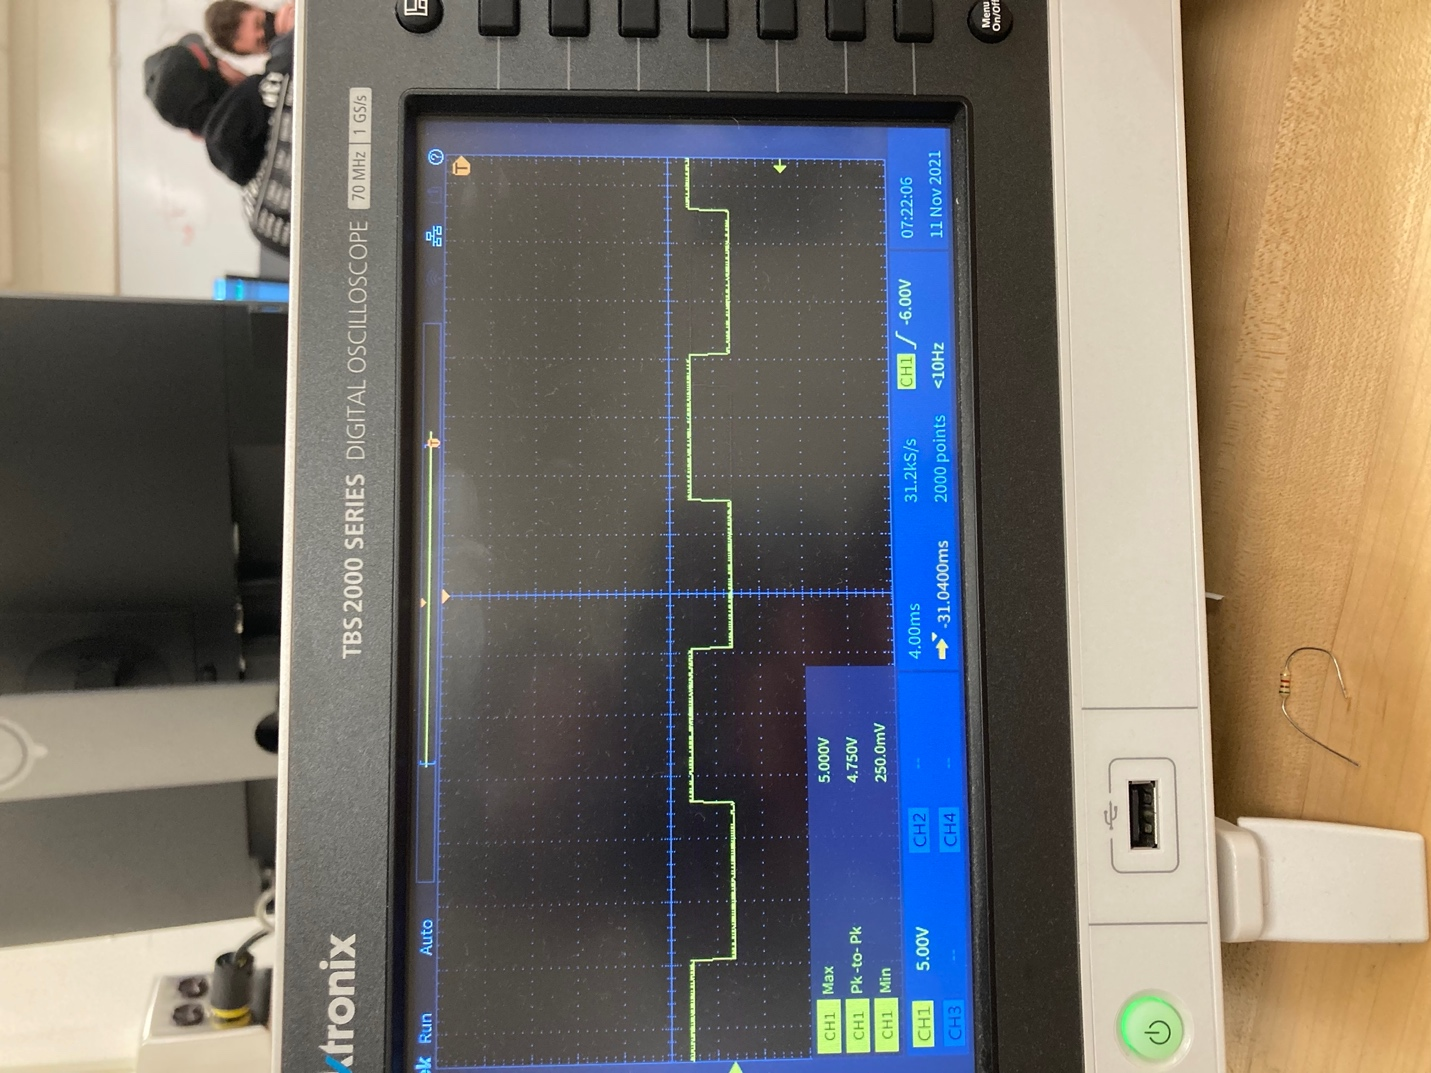 Menu
On/Off
TBS 2000 SERIES DIGITAL OSCILLOSCOPE 70 MHz 1 GS/s
ktronix
ek Run Auto
T
T
?
CH1 Max 5.000V
CH1 Pk-to-Pk 4.750V
CH1 Min 250.0mV
CH1 5.00V CH2 -- 4.00ms 31.2kS/s CH1 -6.00V 07:22:06
CH3 -- CH4 -- -31.0400ms 2000 points <10Hz 11 Nov 2021